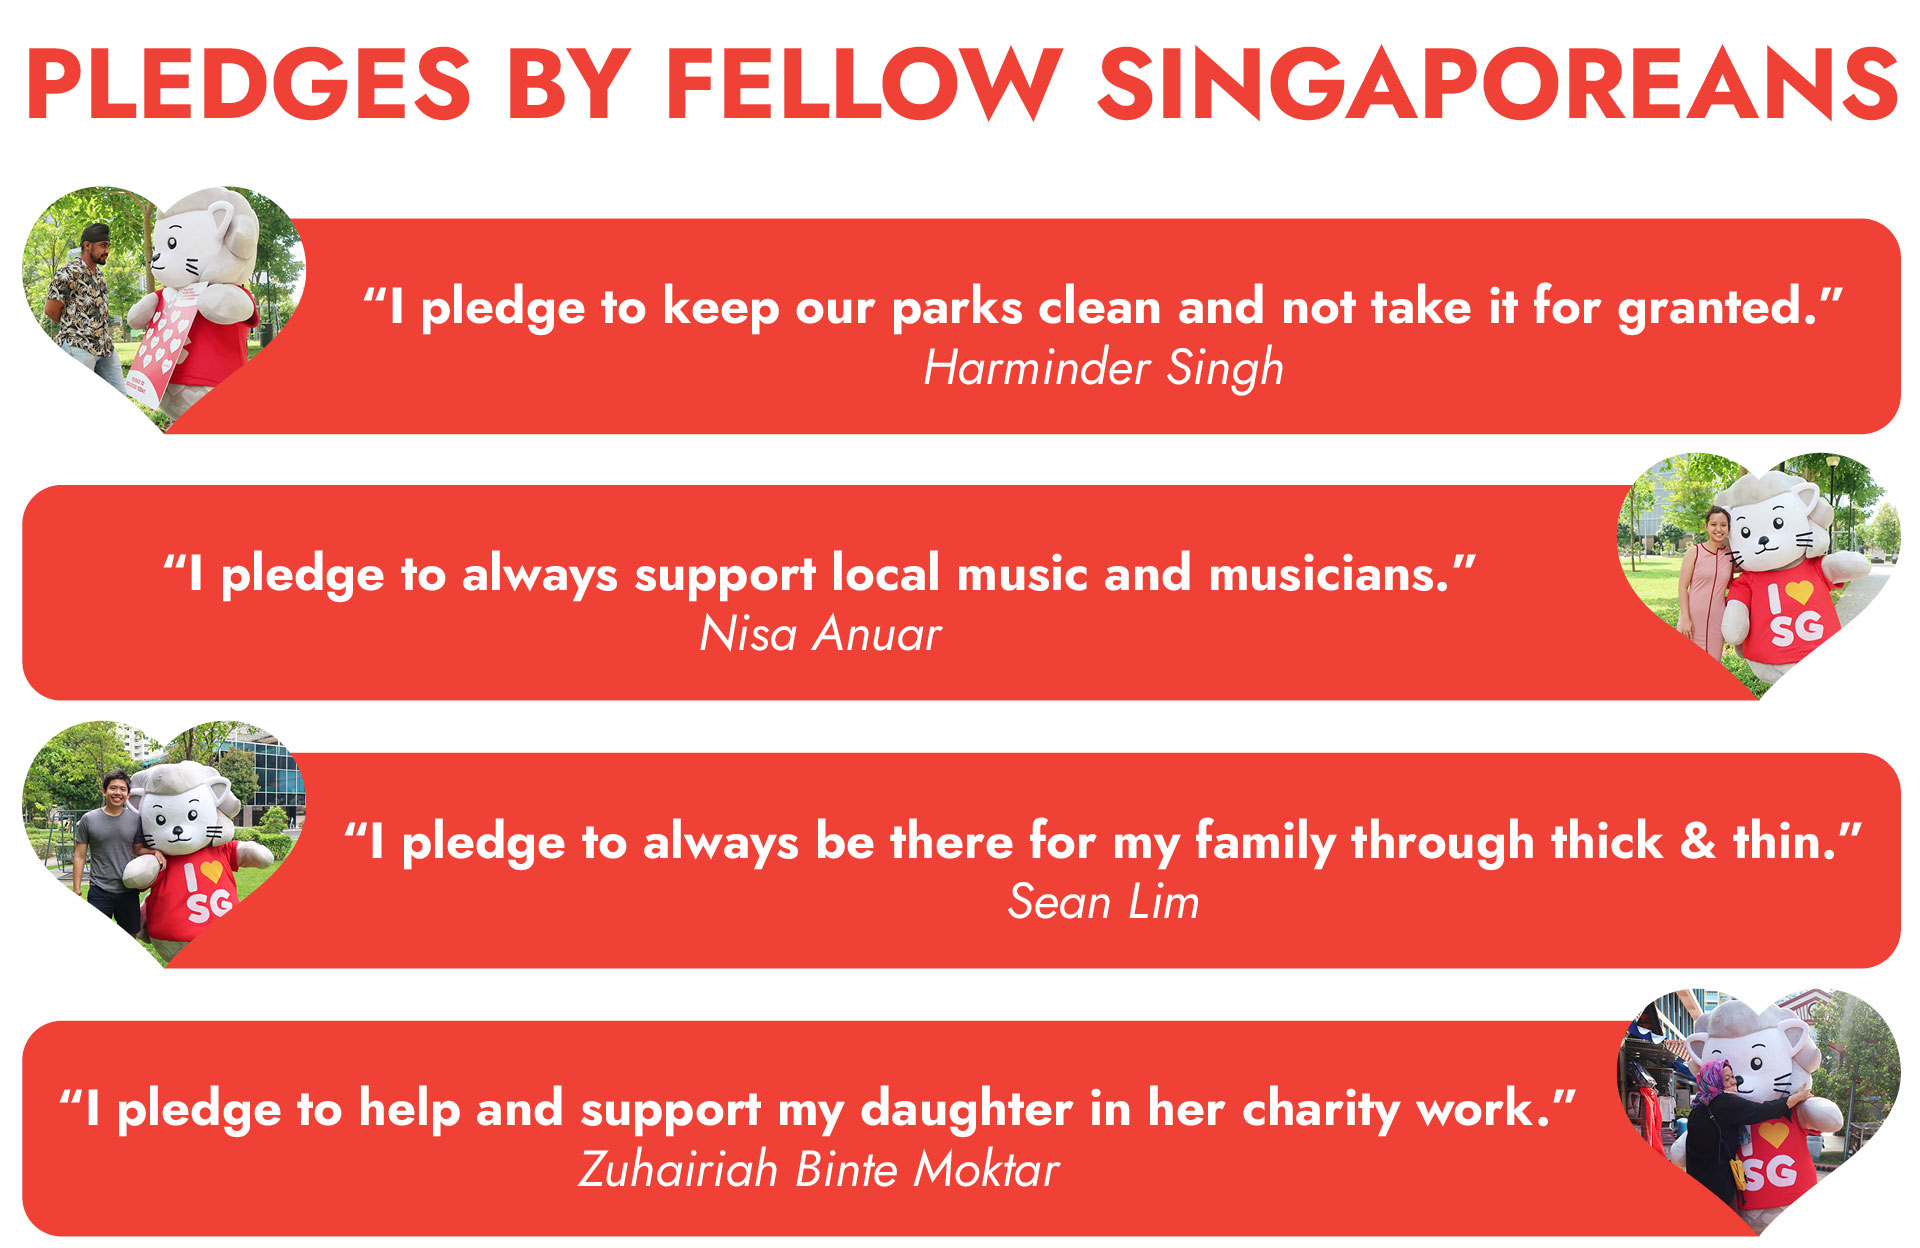 PLEDGES BY FELLOW SINGAPOREANS
“I pledge to keep our parks clean and not take it for granted.”
Harminder Singh
“I pledge to always support local music and musicians.”
Nisa Anuar
I
SG
“I pledge to always be there for my family through thick & thin.”
Sean Lim
I
SG
“I pledge to help and support my daughter in her charity work.”
Zuhairiah Binte Moktar
I
SG